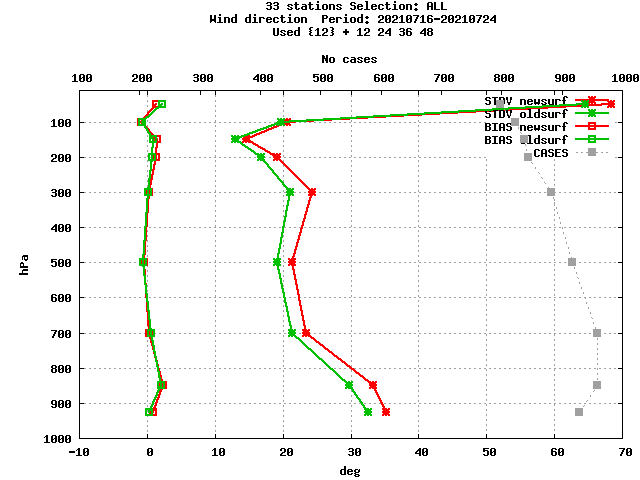 33 stations Selection: ALL
Wind direction  Period: 20210716-20210724
Used {12} + 12 24 36 48
No cases
100 200 300 400 500 600 700 800 900 1000
STDV newsurf
STDV oldsurf
BIAS newsurf
BIAS oldsurf
CASES
100
200
300
400
500
600
700
800
900
1000
hPa
-10 0 10 20 30 40 50 60 70
deg